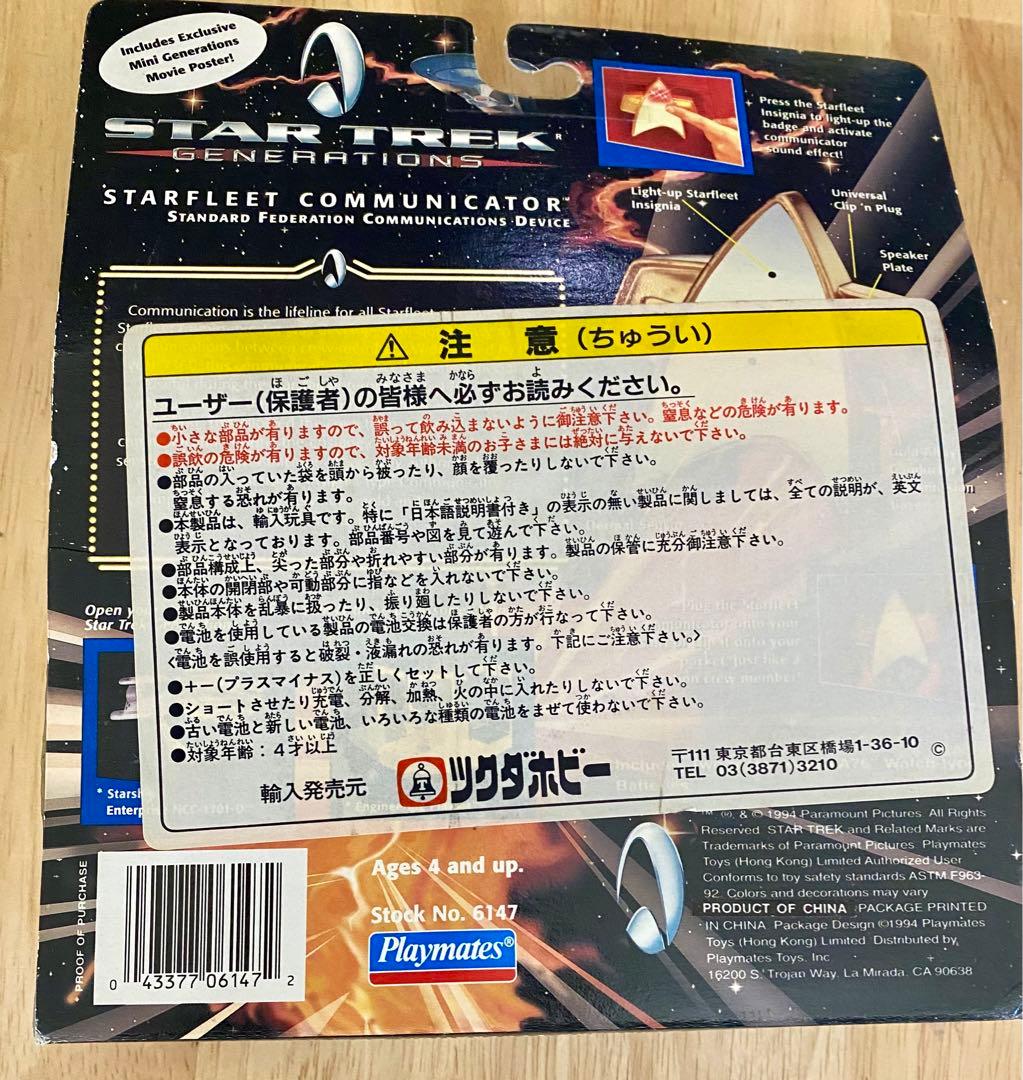 Includes Exclusive
Mini Generations
Movie Poster!
STAR TREK®
GENERATIONS
STARFLEET COMMUNICATOR™
STANDARD FEDERATION COMMUNICATIONS DEVICE
Press the Starfleet
Insignia to light-up the
badge and activate
communicator
sound effect!
Light-up Starfleet
Insignia
Universal
Clip 'n Plug
Speaker
Plate
Communication is the lifeline for all
⚠ 注 意 (ちゅうい)
ユーザー(保護者)の皆様へ必ずお読みください。
●小さな部品が有りますので、誤って飲み込まないように御注意下さい。窒息などの危険が有ります。
●誤飲の危険が有りますので、対象年齢未満のお子さまには絶対に与えないで下さい。
●部品の入っていた袋を頭から被ったり、顔を覆ったりしないで下さい。
窒息する恐れが有ります。
●本製品は、輸入玩具です。特に「日本語説明書付き」の表示の無い製品に関しましては、全ての説明が、英文
表示となっております。部品番号や図を見て遊んで下さい。
●部品構成上、尖った部分や折れやすい部分が有ります。製品の保管に充分御注意下さい。
●本体の開閉部や可動部分に指などを入れないで下さい。
●製品本体を乱暴に扱ったり、振り廻したりしないで下さい。
●電池を使用している製品の電池交換は保護者の方が行なって下さい。
<電池を誤使用すると破裂・液漏れの恐れが有ります。下記にご注意下さい。>
●+−(プラスマイナス)を正しくセットして下さい。
●ショートさせたり充電、分解、加熱、火の中に入れたりしないで下さい。
●古い電池と新しい電池、いろいろな種類の電池をまぜて使わないで下さい。
●対象年齢：4才以上
輸入発売元 ツクダホビー
〒111 東京都台東区橋場1-36-10 ©
TEL 03(3871)3210
Open
Star
Plug the Starfleet
* PROOF OF PURCHASE
0 43377 06147 2
Ages 4 and up.
Stock No. 6147
Playmates®
™, ®, & © 1994 Paramount Pictures. All Rights
Reserved. STAR TREK and Related Marks are
Trademarks of Paramount Pictures. Playmates
Toys (Hong Kong) Limited Authorized User
Conforms to toy safety standards ASTM F963-
92. Colors and decorations may vary.
PRODUCT OF CHINA. PACKAGE PRINTED
IN CHINA. Package Design ©1994 Playmates
Toys (Hong Kong) Limited. Distributed by,
Playmates Toys, Inc.
16200 S. Trojan Way, La Mirada, CA 90638